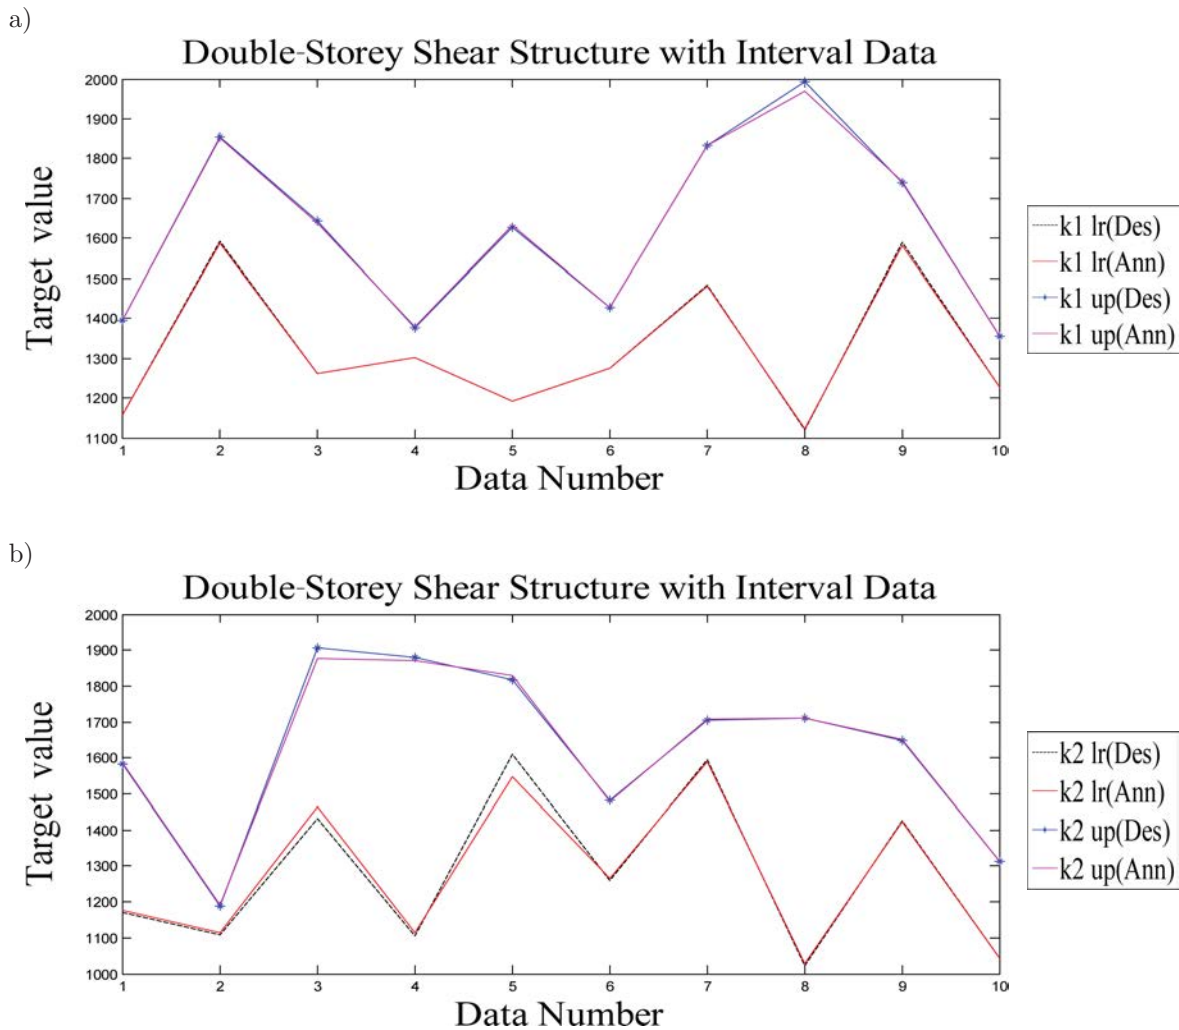 a)
Double-Storey Shear Structure with Interval Data
Target value
2000
1900
1800
1700
1600
1500
1400
1300
1200
1100
1 2 3 4 5 6 7 8 9 10
Data Number
k1 lr(Des)
k1 lr(Ann)
k1 up(Des)
k1 up(Ann)
b)
Double-Storey Shear Structure with Interval Data
Target value
2000
1900
1800
1700
1600
1500
1400
1300
1200
1100
1000
1 2 3 4 5 6 7 8 9 10
Data Number
k2 lr(Des)
k2 lr(Ann)
k2 up(Des)
k2 up(Ann)